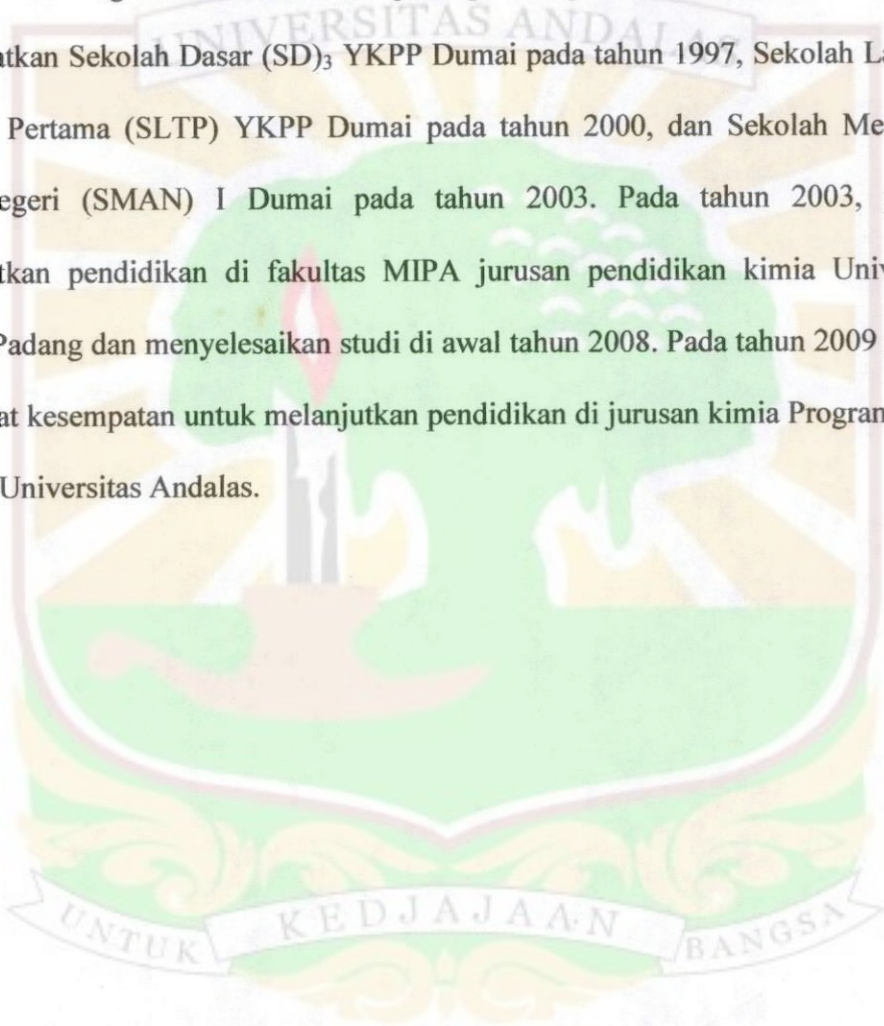 UNIVERSITAS ANDALAS
atkan Sekolah Dasar (SD)₃ YKPP Dumai pada tahun 1997, Sekolah La
Pertama (SLTP) YKPP Dumai pada tahun 2000, dan Sekolah Me
egeri (SMAN) I Dumai pada tahun 2003. Pada tahun 2003,
tkan pendidikan di fakultas MIPA jurusan pendidikan kimia Univ
Padang dan menyelesaikan studi di awal tahun 2008. Pada tahun 2009
at kesempatan untuk melanjutkan pendidikan di jurusan kimia Program
Universitas Andalas.
UNTUK KEDJAJAAN BANGSA